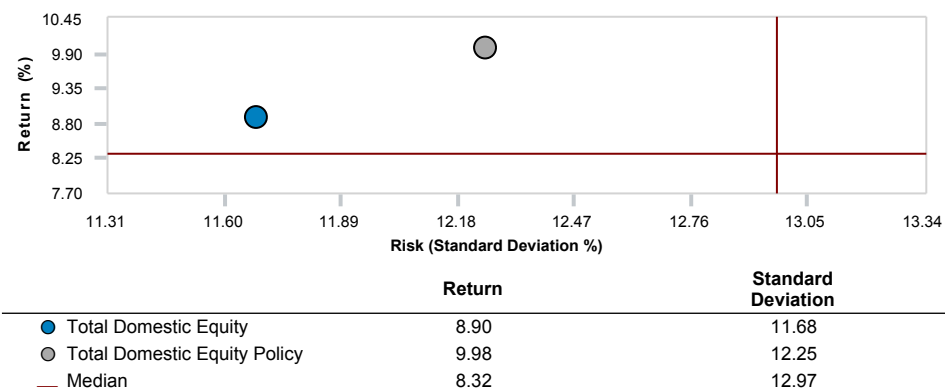 10.45
9.90
9.35
8.80
8.25
7.70
Return (%)
11.31 11.60 11.89 12.18 12.47 12.76 13.05 13.34
Risk (Standard Deviation %)
Return Standard Deviation
Total Domestic Equity 8.90 11.68
Total Domestic Equity Policy 9.98 12.25
Median 8.32 12.97